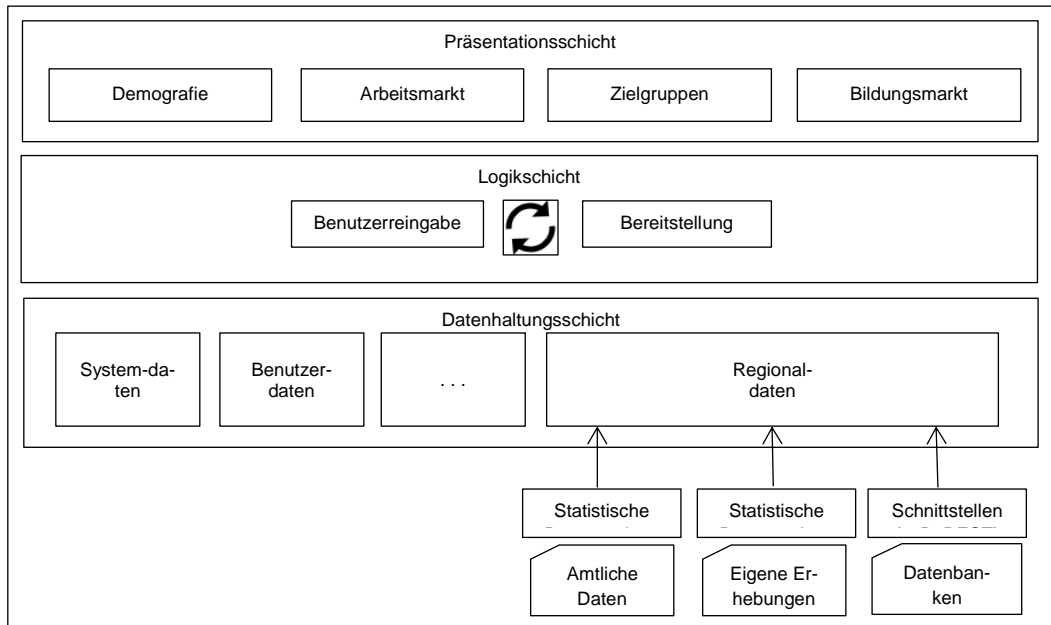 Präsentationsschicht
Demografie
Arbeitsmarkt
Zielgruppen
Bildungsmarkt
Logikschicht
Benutzerreingabe
Bereitstellung
Datenhaltungsschicht
System-da-
ten
Benutzer-
daten
. . .
Regional-
daten
Statistische
Statistische
Schnittstellen
Amtliche
Daten
Eigene Er-
hebungen
Datenban-
ken